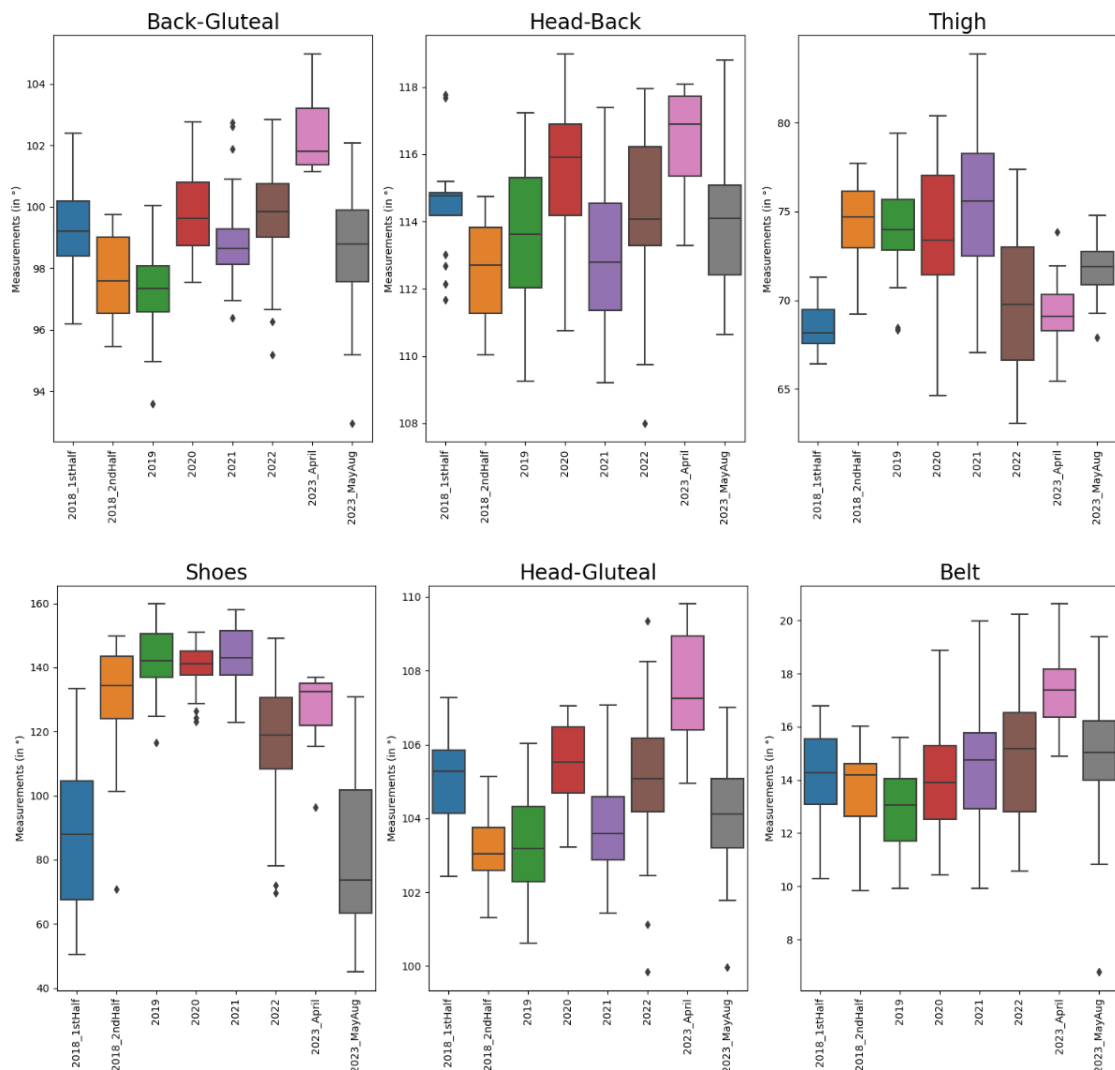 Back-Gluteal
Head-Back
Thigh
Measurements (in °)
104
102
100
98
96
94
2018_1stHalf
2018_2ndHalf
2019
2020
2021
2022
2023_April
2023_MayAug
Measurements (in °)
118
116
114
112
110
108
2018_1stHalf
2018_2ndHalf
2019
2020
2021
2022
2023_April
2023_MayAug
Measurements (in °)
80
75
70
65
2018_1stHalf
2018_2ndHalf
2019
2020
2021
2022
2023_April
2023_MayAug
Shoes
Head-Gluteal
Belt
Measurements (in °)
160
140
120
100
80
60
40
2018_1stHalf
2018_2ndHalf
2019
2020
2021
2022
2023_April
2023_MayAug
Measurements (in °)
110
108
106
104
102
100
2018_1stHalf
2018_2ndHalf
2019
2020
2021
2022
2023_April
2023_MayAug
Measurements (in °)
20
18
16
14
12
10
8
2018_1stHalf
2018_2ndHalf
2019
2020
2021
2022
2023_April
2023_MayAug